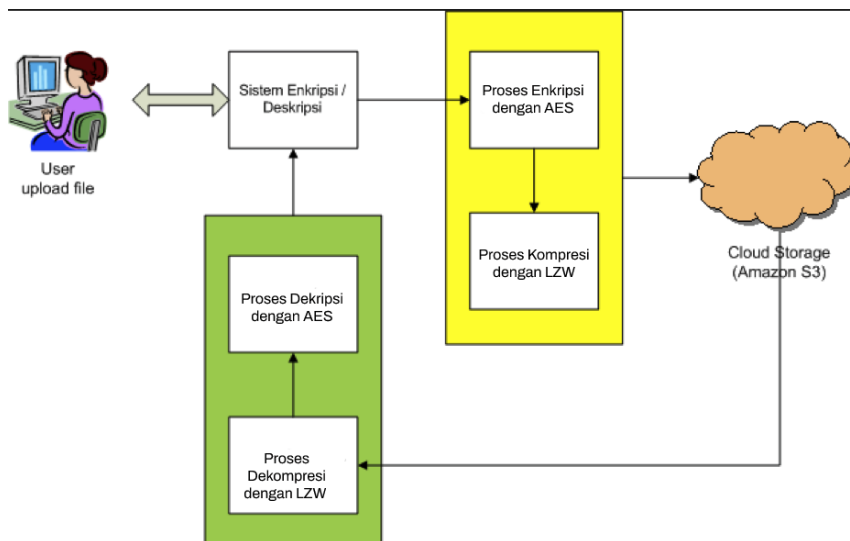 User
upload file
Sistem Enkripsi /
Deskripsi
Proses Enkripsi
dengan AES
Proses Kompresi
dengan LZW
Cloud Storage
(Amazon S3)
Proses Dekripsi
dengan AES
Proses
Dekompresi
dengan LZW